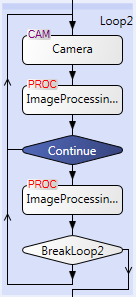 Loop2
CAM
Camera
PROC
ImageProcessin...
Continue
PROC
ImageProcessin...
BreakLoop2